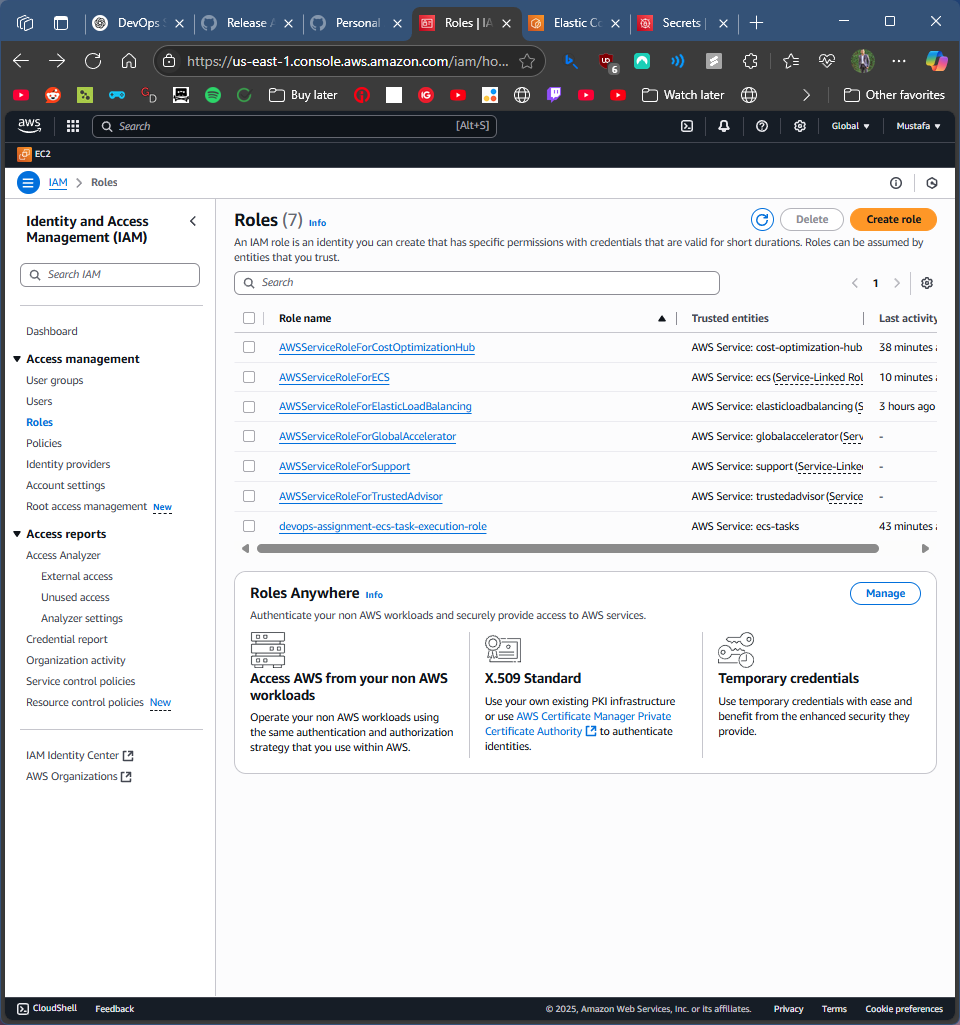 DevOps S
Release A
Personal
Roles | IA
Elastic Co
Secrets |
https://us-east-1.console.aws.amazon.com/iam/ho...
6
Buy later
Watch later
Other favorites
aws
Search
[Alt+S]
Global
Mustafa
EC2
IAM
Roles
Identity and Access
Management (IAM)
Search IAM
Dashboard
Access management
User groups
Users
Roles
Policies
Identity providers
Account settings
Root access management New
Access reports
Access Analyzer
External access
Unused access
Analyzer settings
Credential report
Organization activity
Service control policies
Resource control policies New
IAM Identity Center
AWS Organizations
Roles (7) Info
Delete
Create role
An IAM role is an identity you can create that has specific permissions with credentials that are valid for short durations. Roles can be assumed by
entities that you trust.
Search
1
Role name Trusted entities Last activity
AWSServiceRoleForCostOptimizationHub AWS Service: cost-optimization-hub. 38 minutes a
AWSServiceRoleForECS AWS Service: ecs (Service-Linked Rol 10 minutes a
AWSServiceRoleForElasticLoadBalancing AWS Service: elasticloadbalancing (S 3 hours ago
AWSServiceRoleForGlobalAccelerator AWS Service: globalaccelerator (Serv -
AWSServiceRoleForSupport AWS Service: support (Service-Linke -
AWSServiceRoleForTrustedAdvisor AWS Service: trustedadvisor (Service -
devops-assignment-ecs-task-execution-role AWS Service: ecs-tasks 43 minutes a
Roles Anywhere Info
Manage
Authenticate your non AWS workloads and securely provide access to AWS services.
Access AWS from your non AWS
workloads
Operate your non AWS workloads using
the same authentication and authorization
strategy that you use within AWS.
X.509 Standard
Use your own existing PKI infrastructure
or use AWS Certificate Manager Private
Certificate Authority to authenticate
identities.
Temporary credentials
Use temporary credentials with ease and
benefit from the enhanced security they
provide.
CloudShell
Feedback
© 2025, Amazon Web Services, Inc. or its affiliates.
Privacy
Terms
Cookie preferences